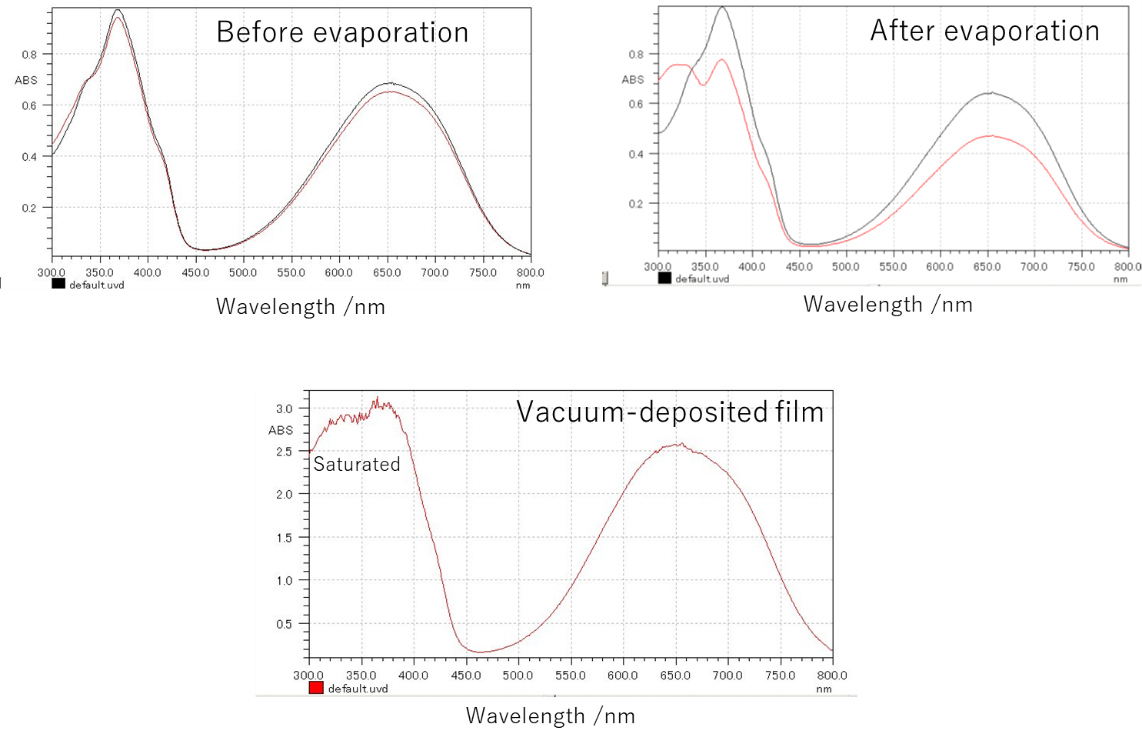 Before evaporation
0.8
ABS
0.6
0.4
0.2
300.0 350.0 400.0 450.0 500.0 550.0 600.0 650.0 700.0 750.0 800.0
default.uvd nm
Wavelength /nm
After evaporation
0.8
ABS
0.6
0.4
0.2
300.0 350.0 400.0 450.0 500.0 550.0 600.0 650.0 700.0 750.0 800.0
default.uvd nm
Wavelength /nm
Vacuum-deposited film
3.0
ABS
2.5
Saturated
2.0
1.5
1.0
0.5
300.0 350.0 400.0 450.0 500.0 550.0 600.0 650.0 700.0 750.0 800.0
default.uvd nm
Wavelength /nm